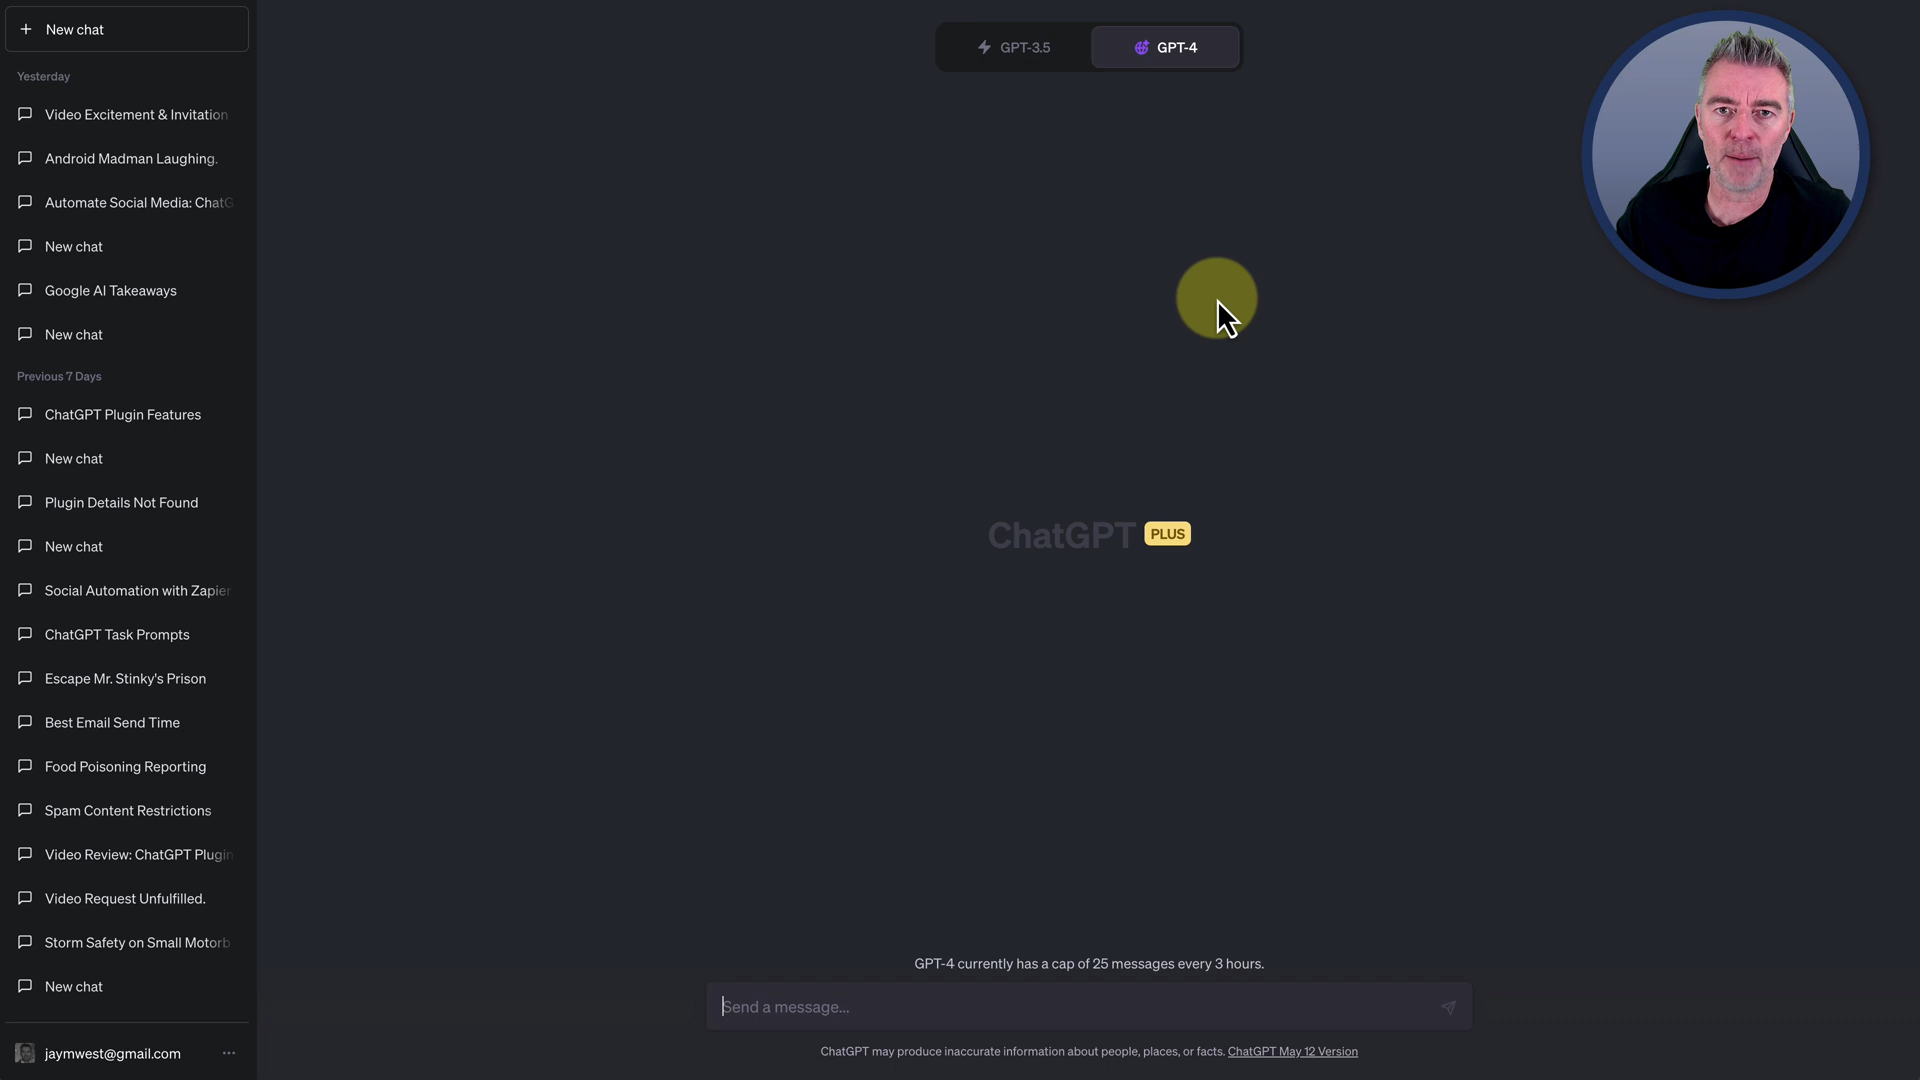 New chat
Yesterday
Video Excitement & Invitation
Android Madman Laughing.
Automate Social Media: ChatG
New chat
Google AI Takeaways
New chat
Previous 7 Days
ChatGPT Plugin Features
New chat
Plugin Details Not Found
New chat
Social Automation with Zapier
ChatGPT Task Prompts
Escape Mr. Stinky's Prison
Best Email Send Time
Food Poisoning Reporting
Spam Content Restrictions
Video Review: ChatGPT Plugin
Video Request Unfulfilled.
Storm Safety on Small Motorb
New chat
jaymwest@gmail.com
GPT-3.5
GPT-4
ChatGPT PLUS
GPT-4 currently has a cap of 25 messages every 3 hours.
Send a message...
ChatGPT may produce inaccurate information about people, places, or facts. ChatGPT May 12 Version